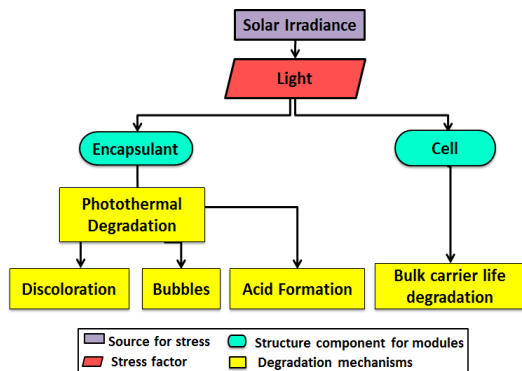 Solar Irradiance
Light
Encapsulant
Cell
Photothermal
Degradation
Discoloration
Bubbles
Acid Formation
Bulk carrier life
degradation
Source for stress
Structure component for modules
Stress factor
Degradation mechanisms